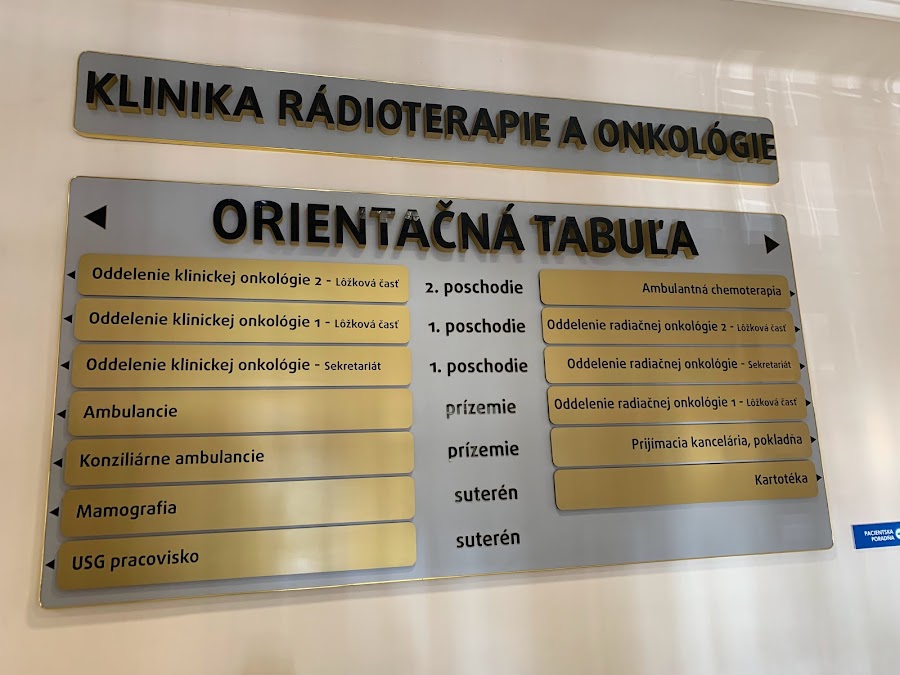 KLINIKA RÁDIOTERAPIE A ONKOLÓGIE
ORIENTAČNÁ TABUĽA
Oddelenie klinickej onkológie 2 - Lôžková časť 2. poschodie Ambulantná chemoterapia
Oddelenie klinickej onkológie 1 - Lôžková časť 1. poschodie Oddelenie radiačnej onkológie 2 - Lôžková časť
Oddelenie klinickej onkológie - Sekretariát 1. poschodie Oddelenie radiačnej onkológie - Sekretariát
Ambulancie prízemie Oddelenie radiačnej onkológie 1 - Lôžková časť
Konziliárne ambulancie prízemie Prijímacia kancelária, pokladňa
Mamografia suterén Kartotéka
USG pracovisko suterén
PACIENTSKA
PORADŇA